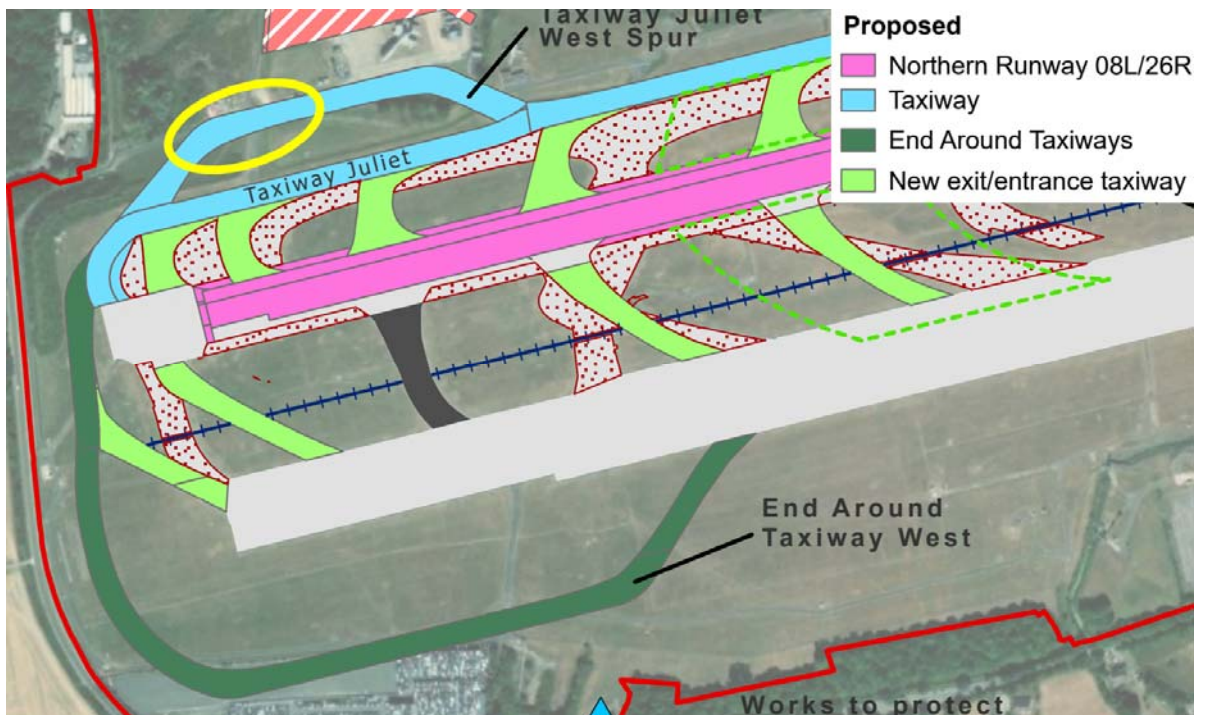 Taxiway Juliet
West Spur
Proposed
Northern Runway 08L/26R
Taxiway
End Around Taxiways
New exit/entrance taxiway
Taxiway Juliet
End Around
Taxiway West
Works to protect